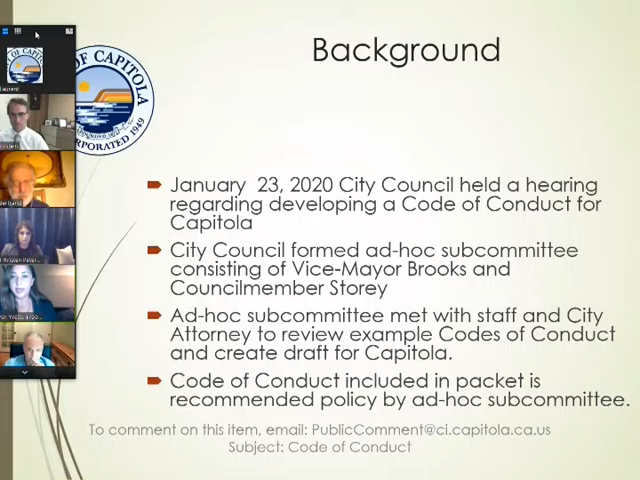 Background
OF CAPITOLA
INCORPORATED 1949
January  23, 2020 City Council held a hearing
regarding developing a Code of Conduct for
Capitola
City Council formed ad-hoc subcommittee
consisting of Vice-Mayor Brooks and
Councilmember Storey
Ad-hoc subcommittee met with staff and City
Attorney to review example Codes of Conduct
and create draft for Capitola.
Code of Conduct included in packet is
recommended policy by ad-hoc subcommittee.
To comment on this item, email: PublicComment@ci.capitola.ca.us
Subject: Code of Conduct